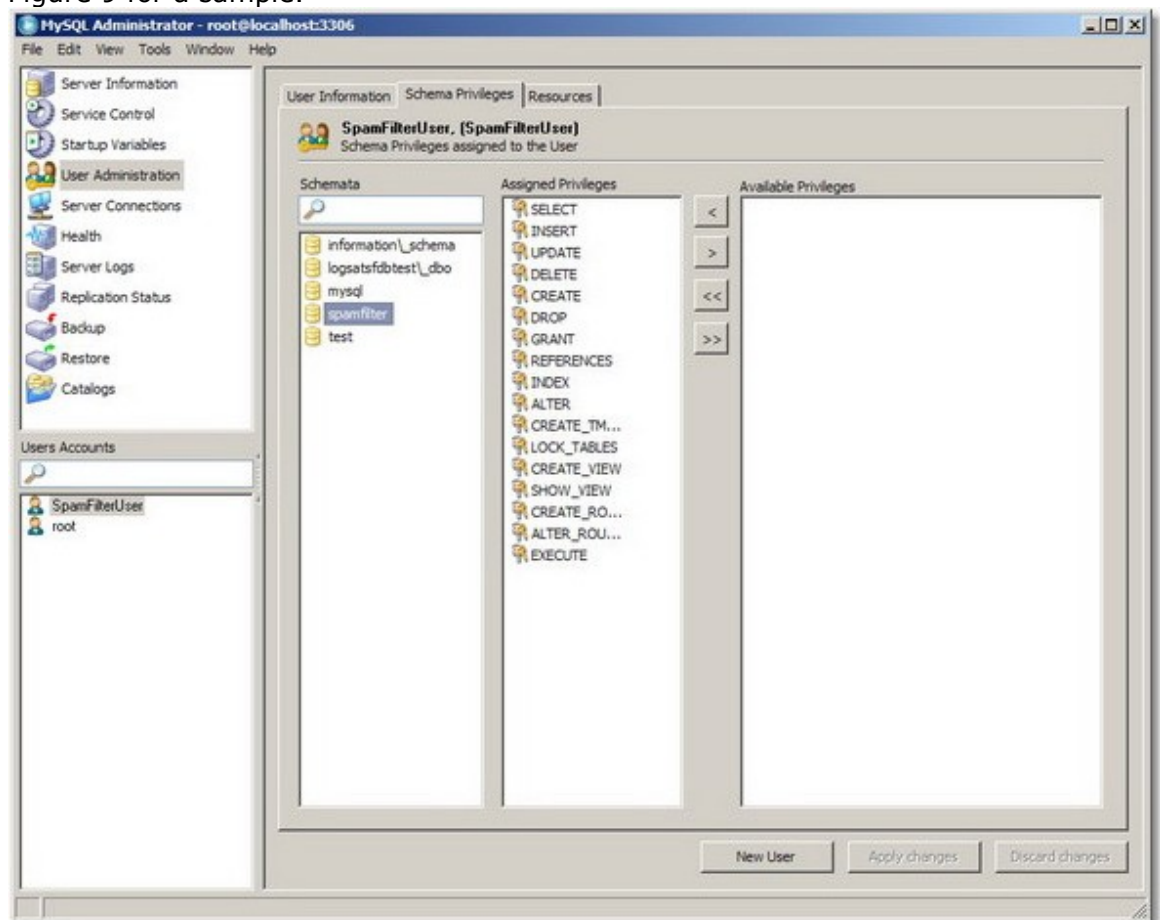 Figure 9 for a sample.
MySQL Administrator - root@localhost:3306
File Edit View Tools Window Help
Server Information
Service Control
Startup Variables
User Administration
Server Connections
Health
Server Logs
Replication Status
Backup
Restore
Catalogs
Users Accounts
SpamFilterUser
root
User Information Schema Privileges Resources
SpamFilterUser, (SpamFilterUser)
Schema Privileges assigned to the User
Schemata
information\_schema
logsatsfdbtest\_dbo
mysql
spamfilter
test
Assigned Privileges
SELECT
INSERT
UPDATE
DELETE
CREATE
DROP
GRANT
REFERENCES
INDEX
ALTER
CREATE_TM...
LOCK_TABLES
CREATE_VIEW
SHOW_VIEW
CREATE_RO...
ALTER_ROU...
EXECUTE
<
>
<<
>>
Available Privileges
New User Apply changes Discard changes